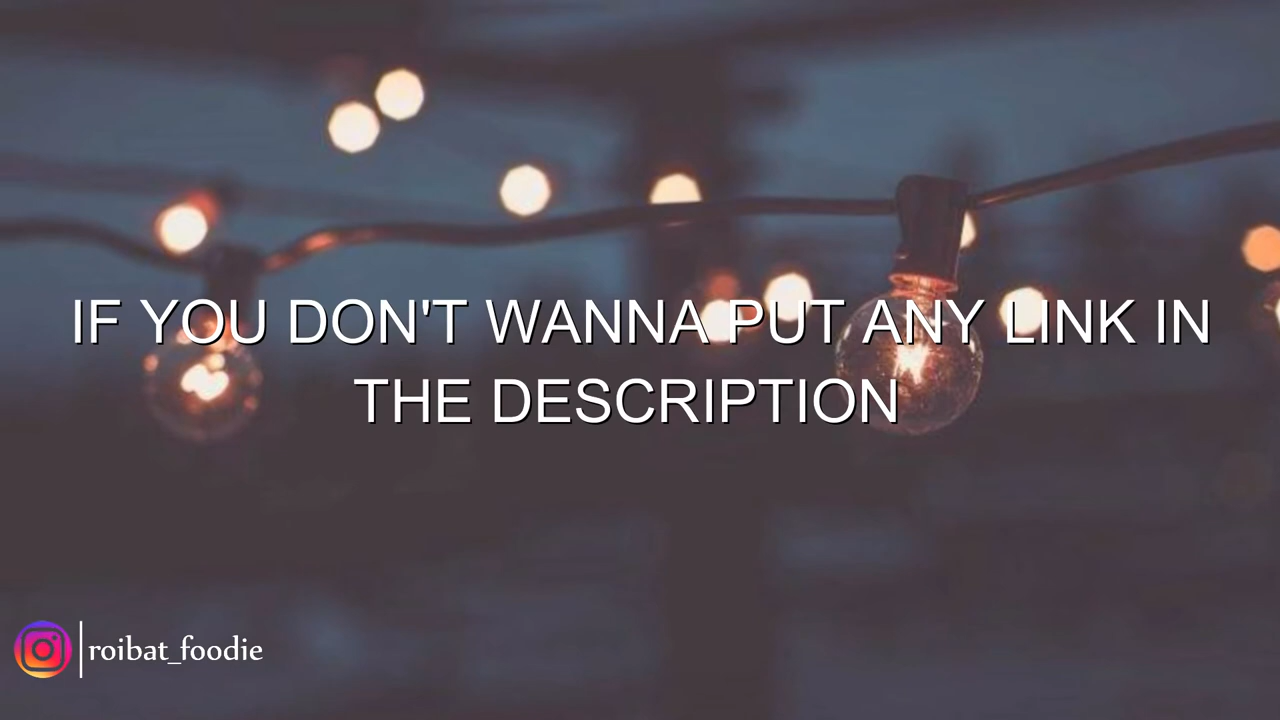 IF YOU DON'T WANNA PUT ANY LINK IN
THE DESCRIPTION
roibat_foodie